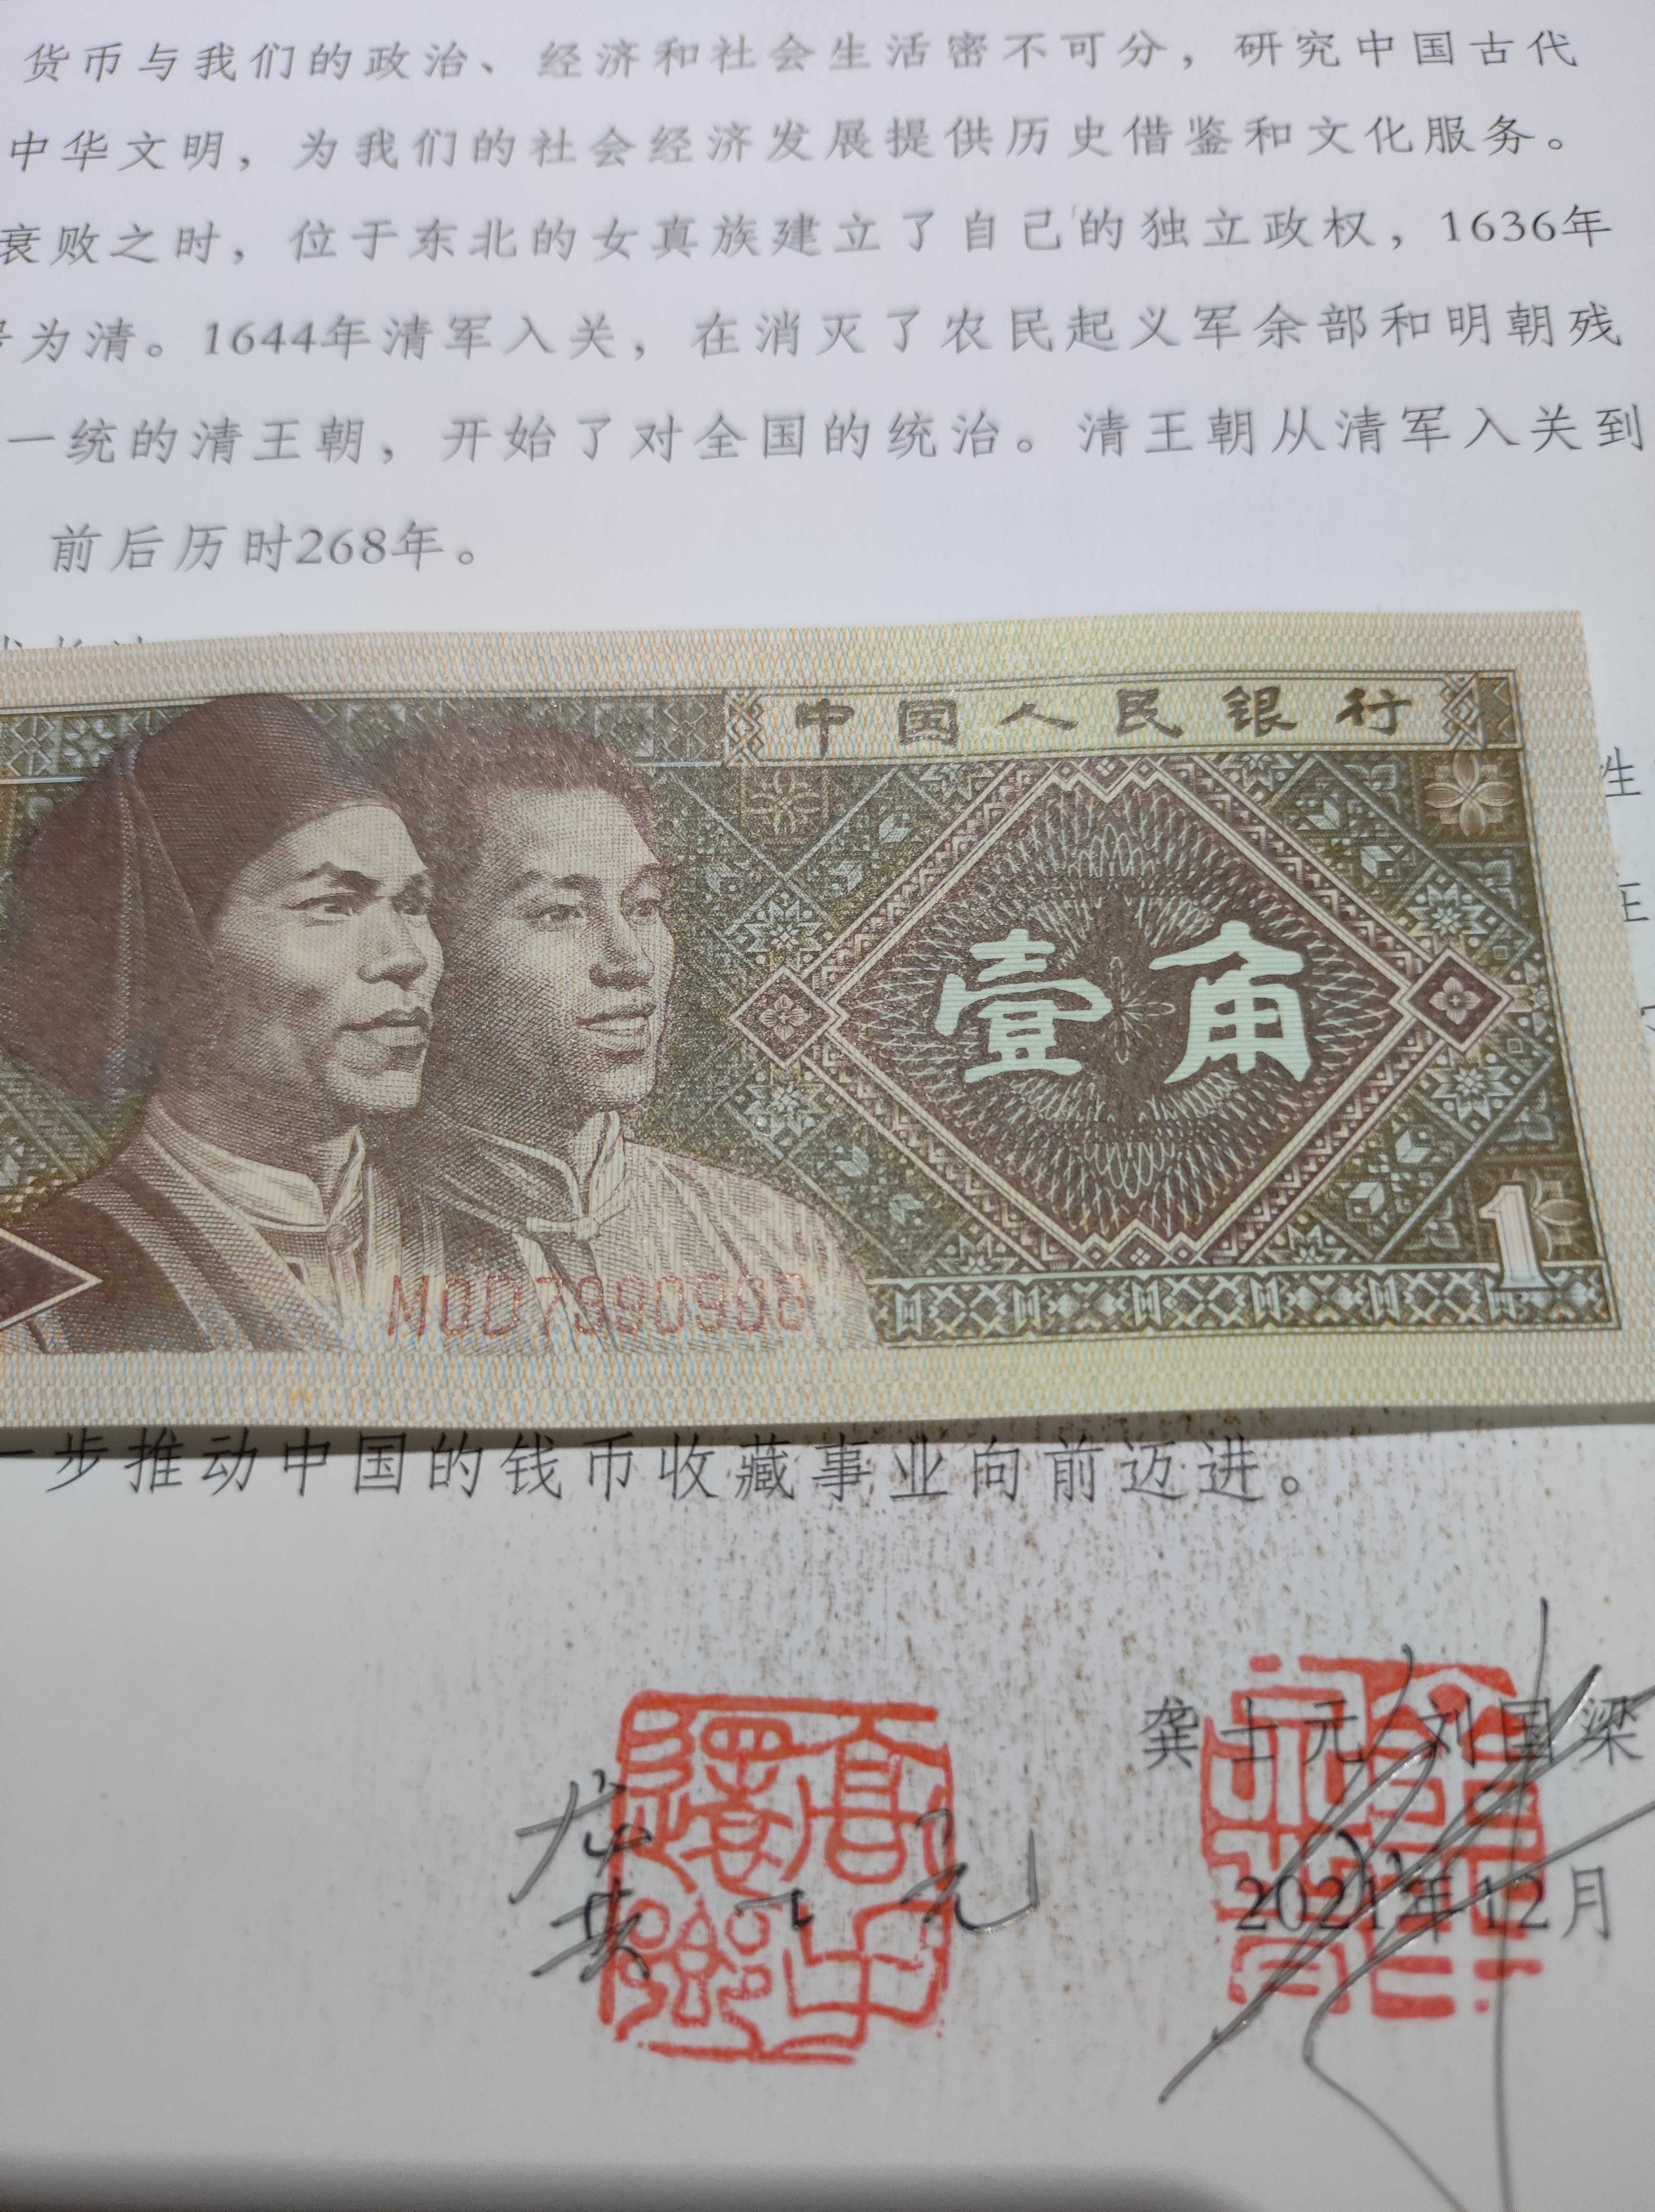 货币与我们的政治、经济和社会生活密不可分，研究中国古代
中华文明，为我们的社会经济发展提供历史借鉴和文化服务。
衰败之时，位于东北的女真族建立了自己的独立政权，1636年
号为清。1644年清军入关，在消灭了农民起义军余部和明朝残
一统的清王朝，开始了对全国的统治。清王朝从清军入关到
前后历时268年。
中国人民银行
性
在
壹角
1
一步推动中国的钱币收藏事业向前迈进。
龚士元 刘国梁
龚士元
2021年12月